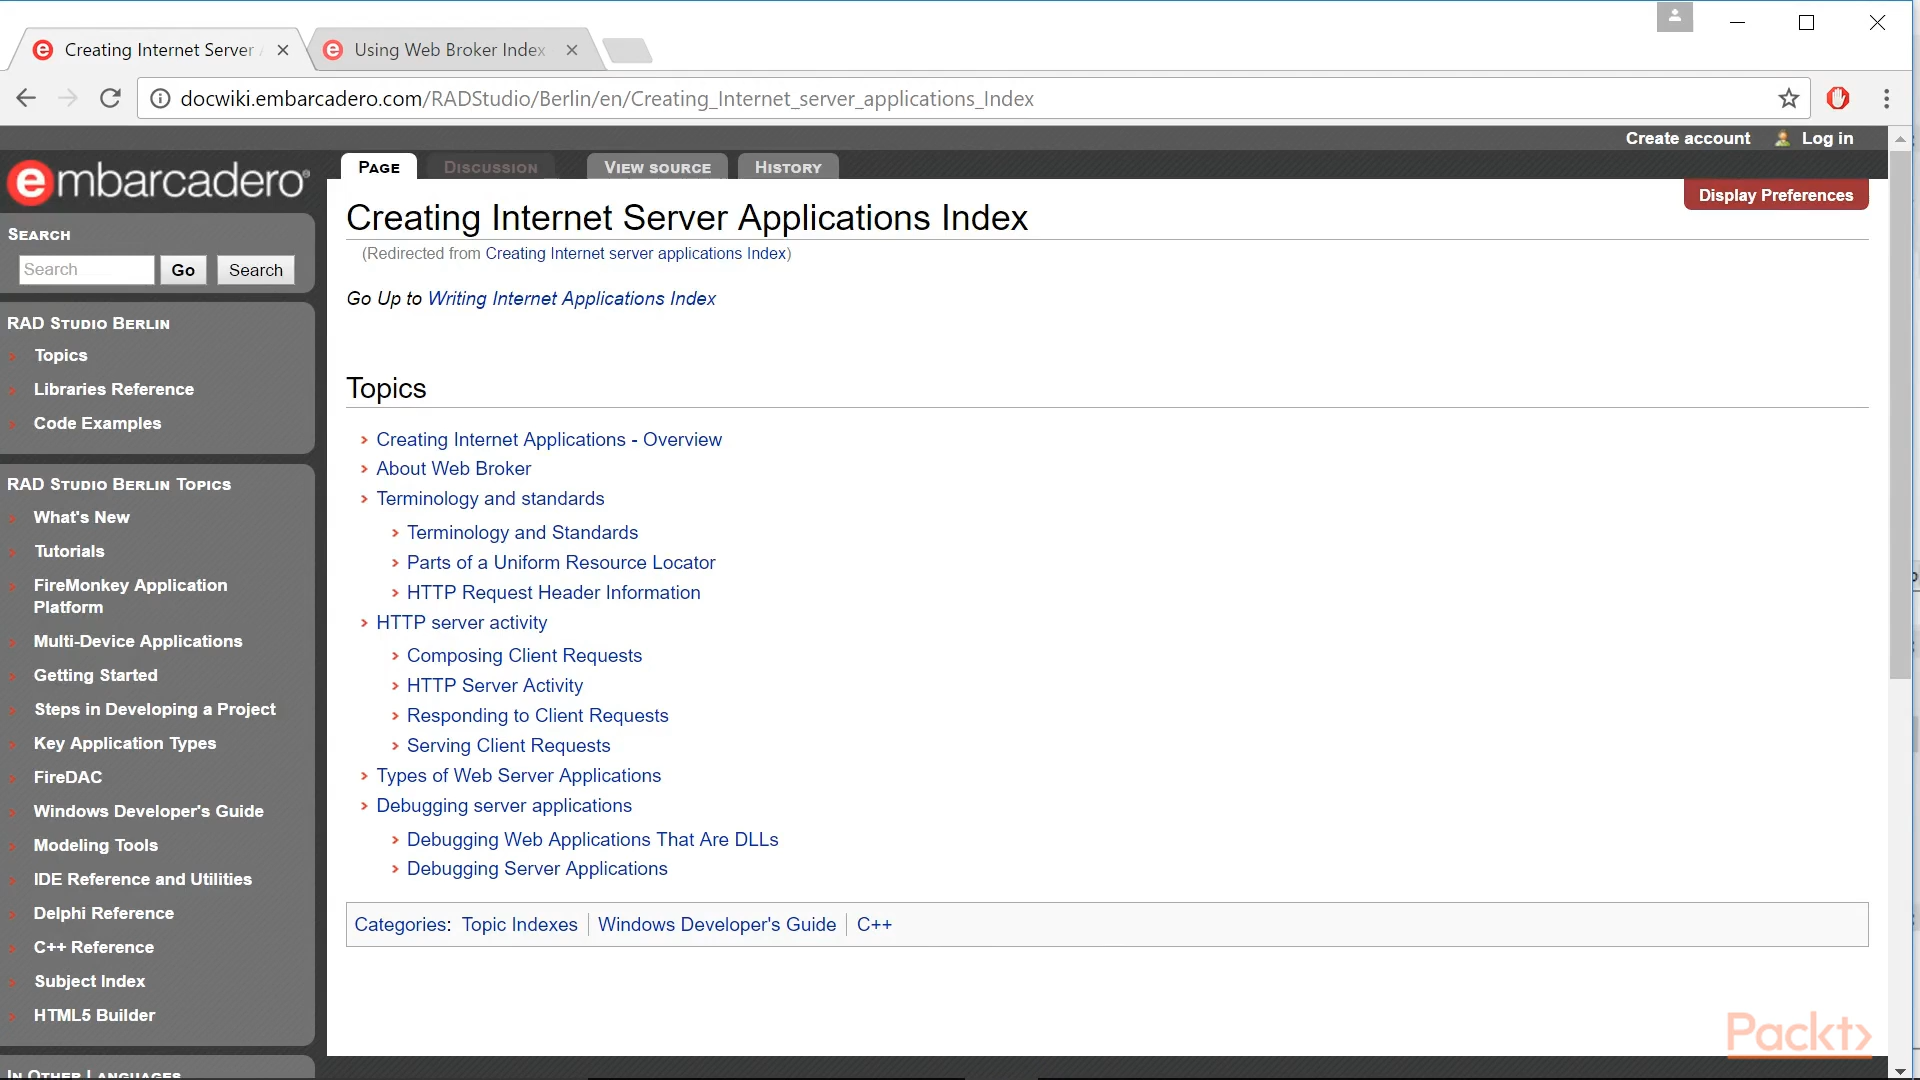 Creating Internet Server
Using Web Broker Index
docwiki.embarcadero.com/RADStudio/Berlin/en/Creating_Internet_server_applications_Index
Create account
Log in
embarcadero®
PAGE
DISCUSSION
VIEW SOURCE
HISTORY
Display Preferences
SEARCH
Search
Go
Search
RAD STUDIO BERLIN
Topics
Libraries Reference
Code Examples
RAD STUDIO BERLIN TOPICS
What's New
Tutorials
FireMonkey Application
Platform
Multi-Device Applications
Getting Started
Steps in Developing a Project
Key Application Types
FireDAC
Windows Developer's Guide
Modeling Tools
IDE Reference and Utilities
Delphi Reference
C++ Reference
Subject Index
HTML5 Builder
IN OTHER LANGUAGES
Creating Internet Server Applications Index
(Redirected from Creating Internet server applications Index)
Go Up to Writing Internet Applications Index
Topics
Creating Internet Applications - Overview
About Web Broker
Terminology and standards
Terminology and Standards
Parts of a Uniform Resource Locator
HTTP Request Header Information
HTTP server activity
Composing Client Requests
HTTP Server Activity
Responding to Client Requests
Serving Client Requests
Types of Web Server Applications
Debugging server applications
Debugging Web Applications That Are DLLs
Debugging Server Applications
Categories: Topic Indexes | Windows Developer's Guide | C++
Packt>